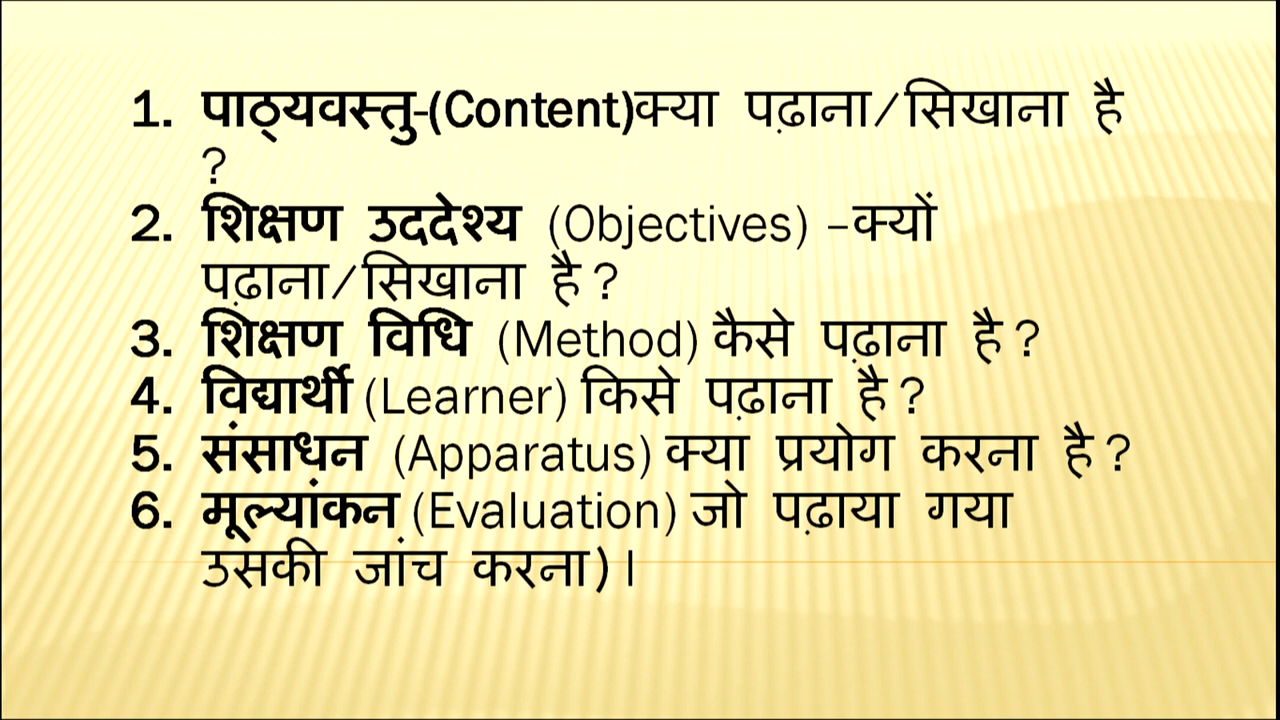 1. पाठ्यवस्तु-(Content)क्या पढ़ाना/सिखाना है
?
2. शिक्षण उददेश्य (Objectives) –क्यों
पढ़ाना/सिखाना है ?
3. शिक्षण विधि (Method) कैसे पढ़ाना है ?
4. विद्यार्थी (Learner) किसे पढ़ाना है ?
5. संसाधन (Apparatus) क्या प्रयोग करना है ?
6. मूल्यांकन (Evaluation) जो पढ़ाया गया
उसकी जांच करना) ।